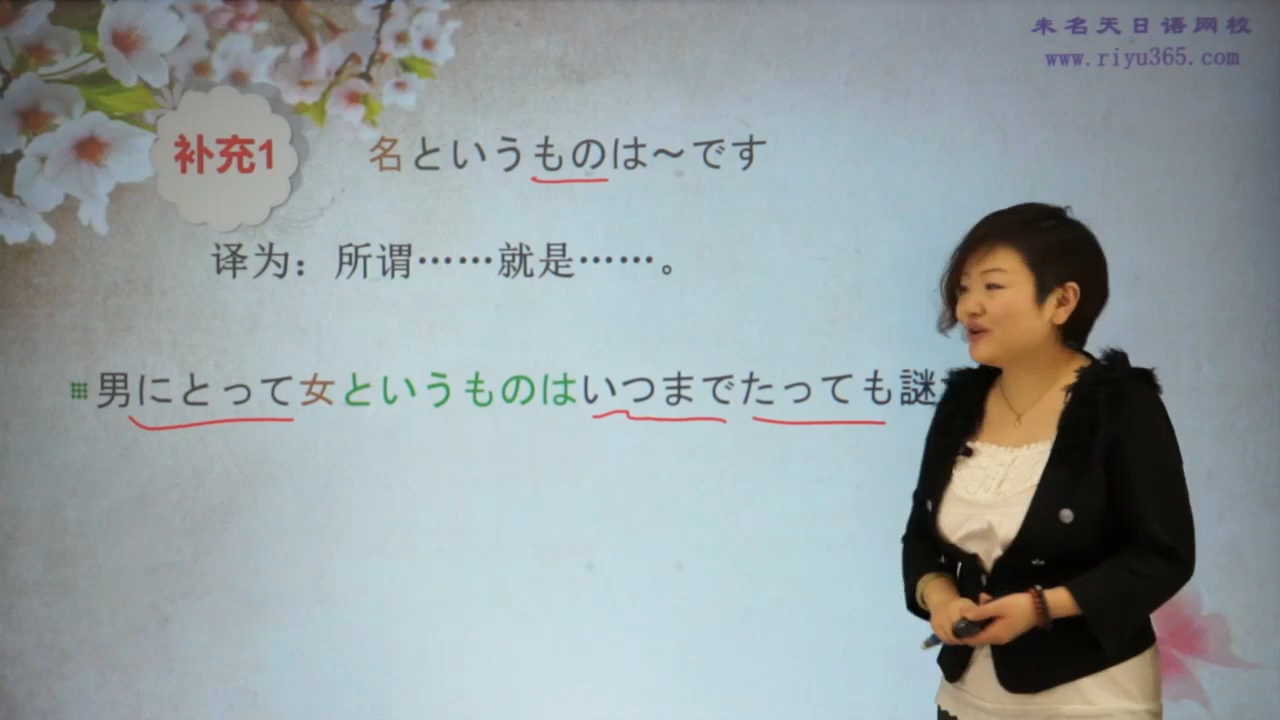 未名天日语网校
www.riyu365.com
补充1
名というものは～です
译为：所谓……就是……。
男にとって女というものはいつまでたっても謎